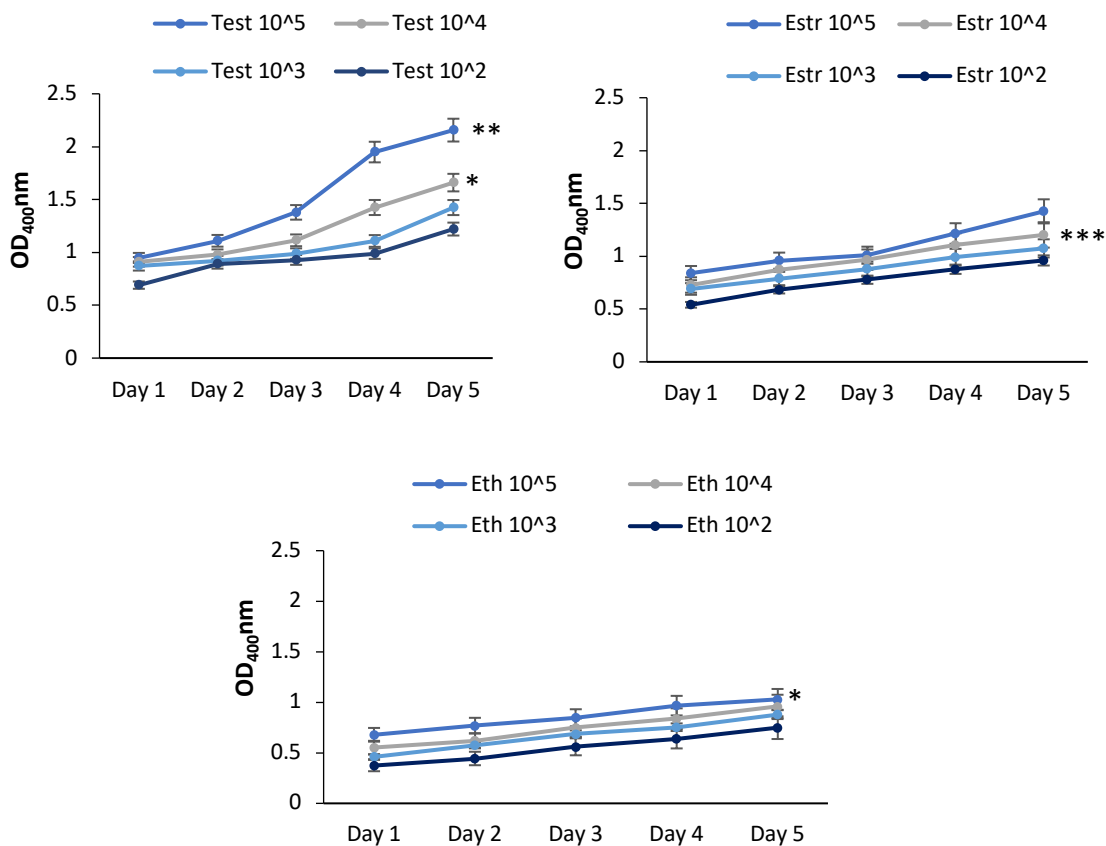 Test 10^5 Test 10^4
Test 10^3 Test 10^2
OD400nm
2.5
2
1.5
1
0.5
0
**
*
Day 1 Day 2 Day 3 Day 4 Day 5
Estr 10^5 Estr 10^4
Estr 10^3 Estr 10^2
OD400nm
2.5
2
1.5
1
0.5
0
***
Day 1 Day 2 Day 3 Day 4 Day 5
Eth 10^5 Eth 10^4
Eth 10^3 Eth 10^2
OD400nm
2.5
2
1.5
1
0.5
0
*
Day 1 Day 2 Day 3 Day 4 Day 5